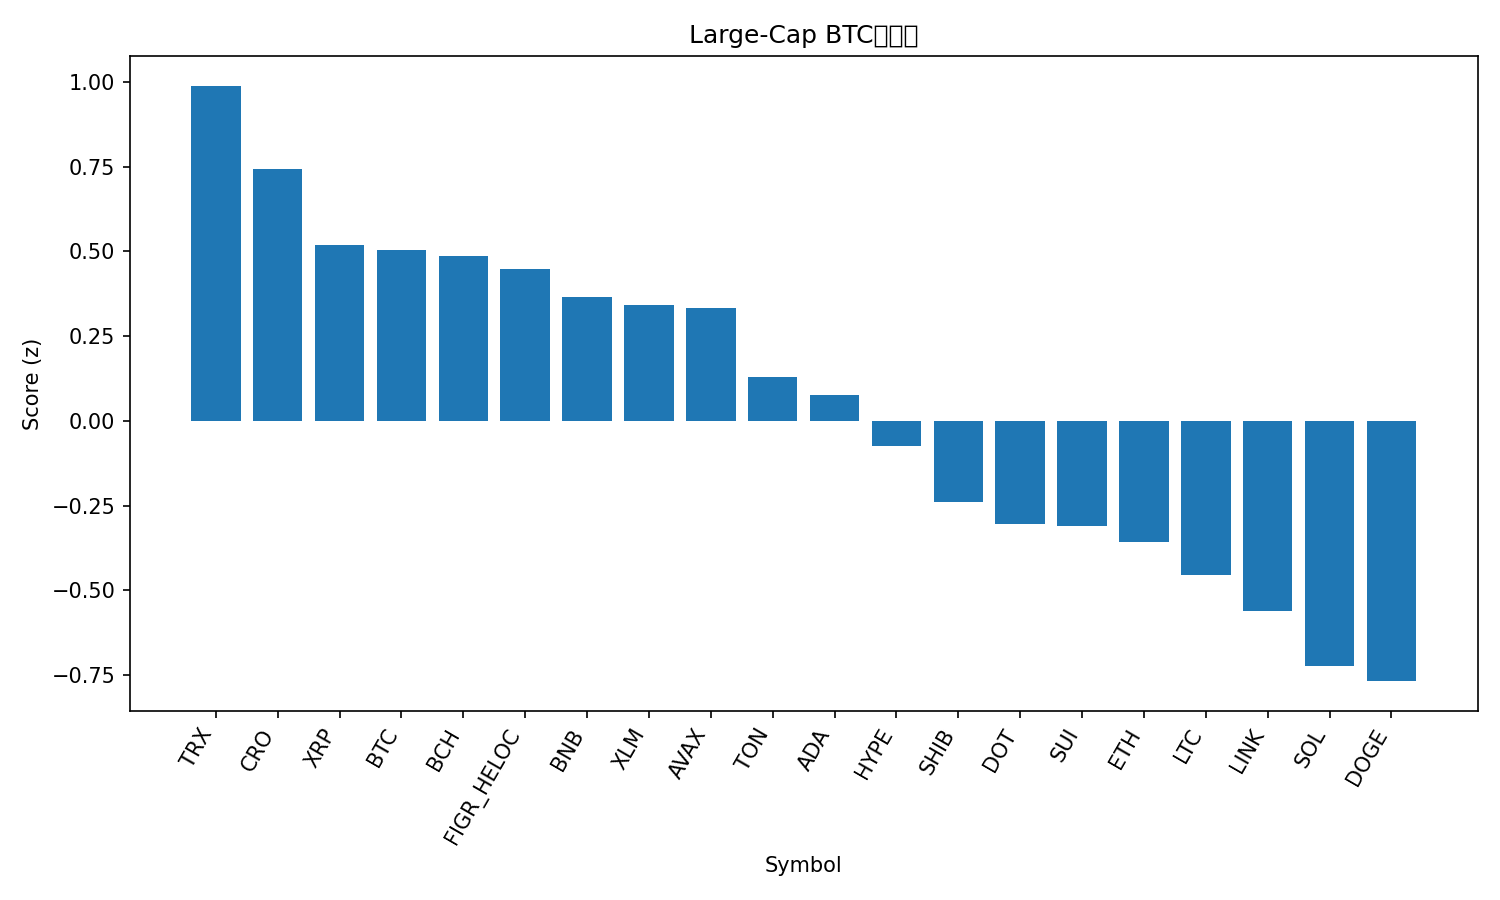 Large-Cap BTC
1.00
0.75
0.50
0.25
0.00
−0.25
−0.50
−0.75
Score (z)
TRX
CRO
XRP
BTC
BCH
FIGR_HELOC
BNB
XLM
AVAX
TON
ADA
HYPE
SHIB
DOT
SUI
ETH
LTC
LINK
SOL
DOGE
Symbol